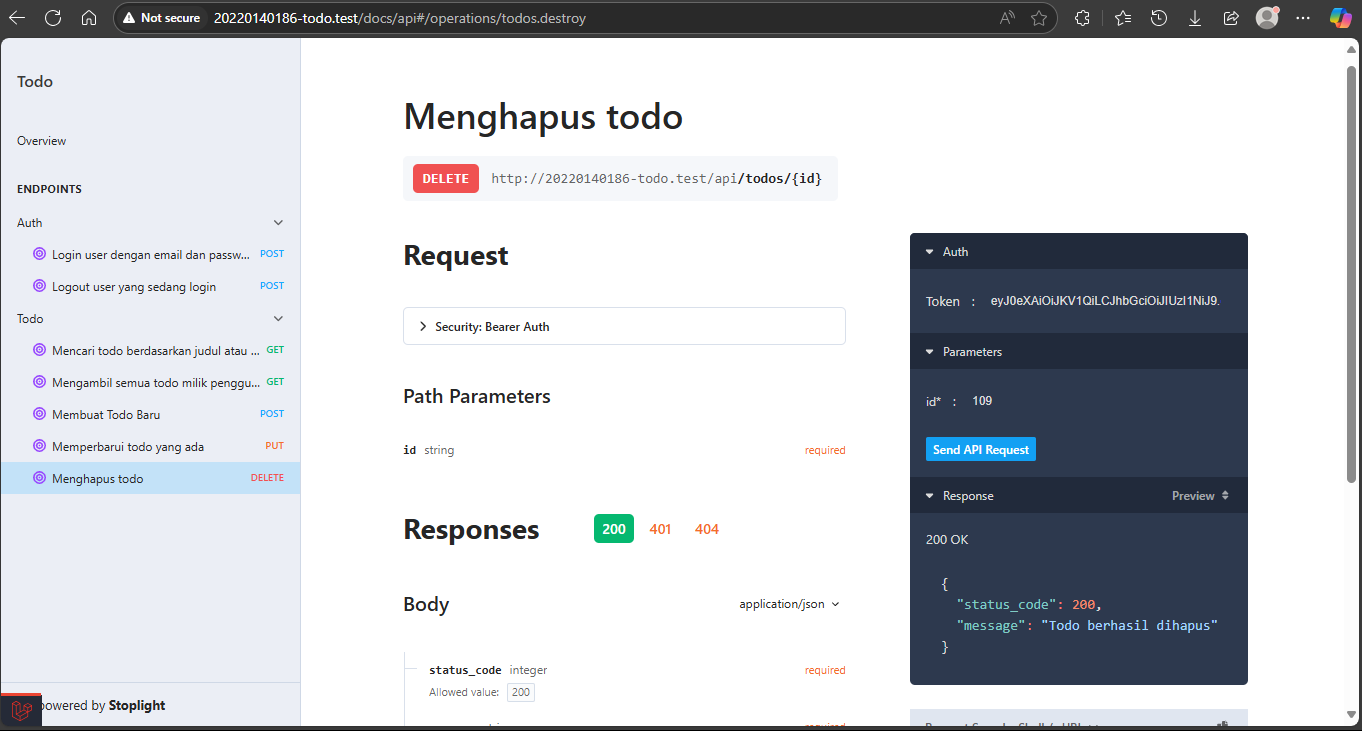 Not secure 20220140186-todo.test/docs/api#/operations/todos.destroy
Todo
Overview
ENDPOINTS
Auth
Login user dengan email dan passw... POST
Logout user yang sedang login POST
Todo
Mencari todo berdasarkan judul atau ... GET
Mengambil semua todo milik penggu... GET
Membuat Todo Baru POST
Memperbarui todo yang ada PUT
Menghapus todo DELETE
powered by Stoplight
Menghapus todo
DELETE http://20220140186-todo.test/api/todos/{id}
Request
Security: Bearer Auth
Path Parameters
id string required
Responses 200 401 404
Body application/json
status_code integer required
Allowed value: 200
required
Auth
Token : eyJ0eXAiOiJKV1QiLCJhbGciOiJIUzI1NiJ9.
Parameters
id* : 109
Send API Request
Response Preview
200 OK
{
"status_code": 200,
"message": "Todo berhasil dihapus"
}